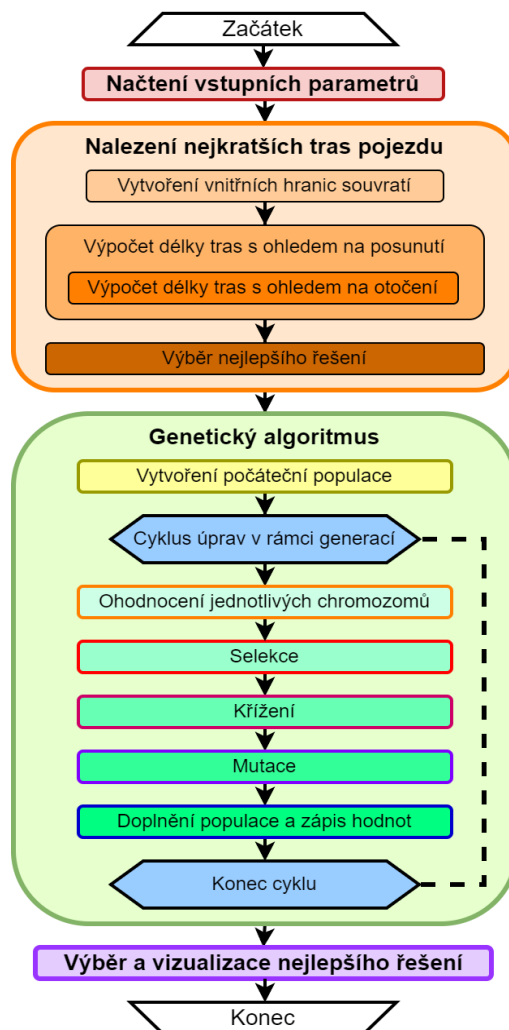 Začátek
Načtení vstupních parametrů
Nalezení nejkratších tras pojezdu
Vytvoření vnitřních hranic souvratí
Výpočet délky tras s ohledem na posunutí
Výpočet délky tras s ohledem na otočení
Výběr nejlepšího řešení
Genetický algoritmus
Vytvoření počáteční populace
Cyklus úprav v rámci generací
Ohodnocení jednotlivých chromozomů
Selekce
Křížení
Mutace
Doplnění populace a zápis hodnot
Konec cyklu
Výběr a vizualizace nejlepšího řešení
Konec